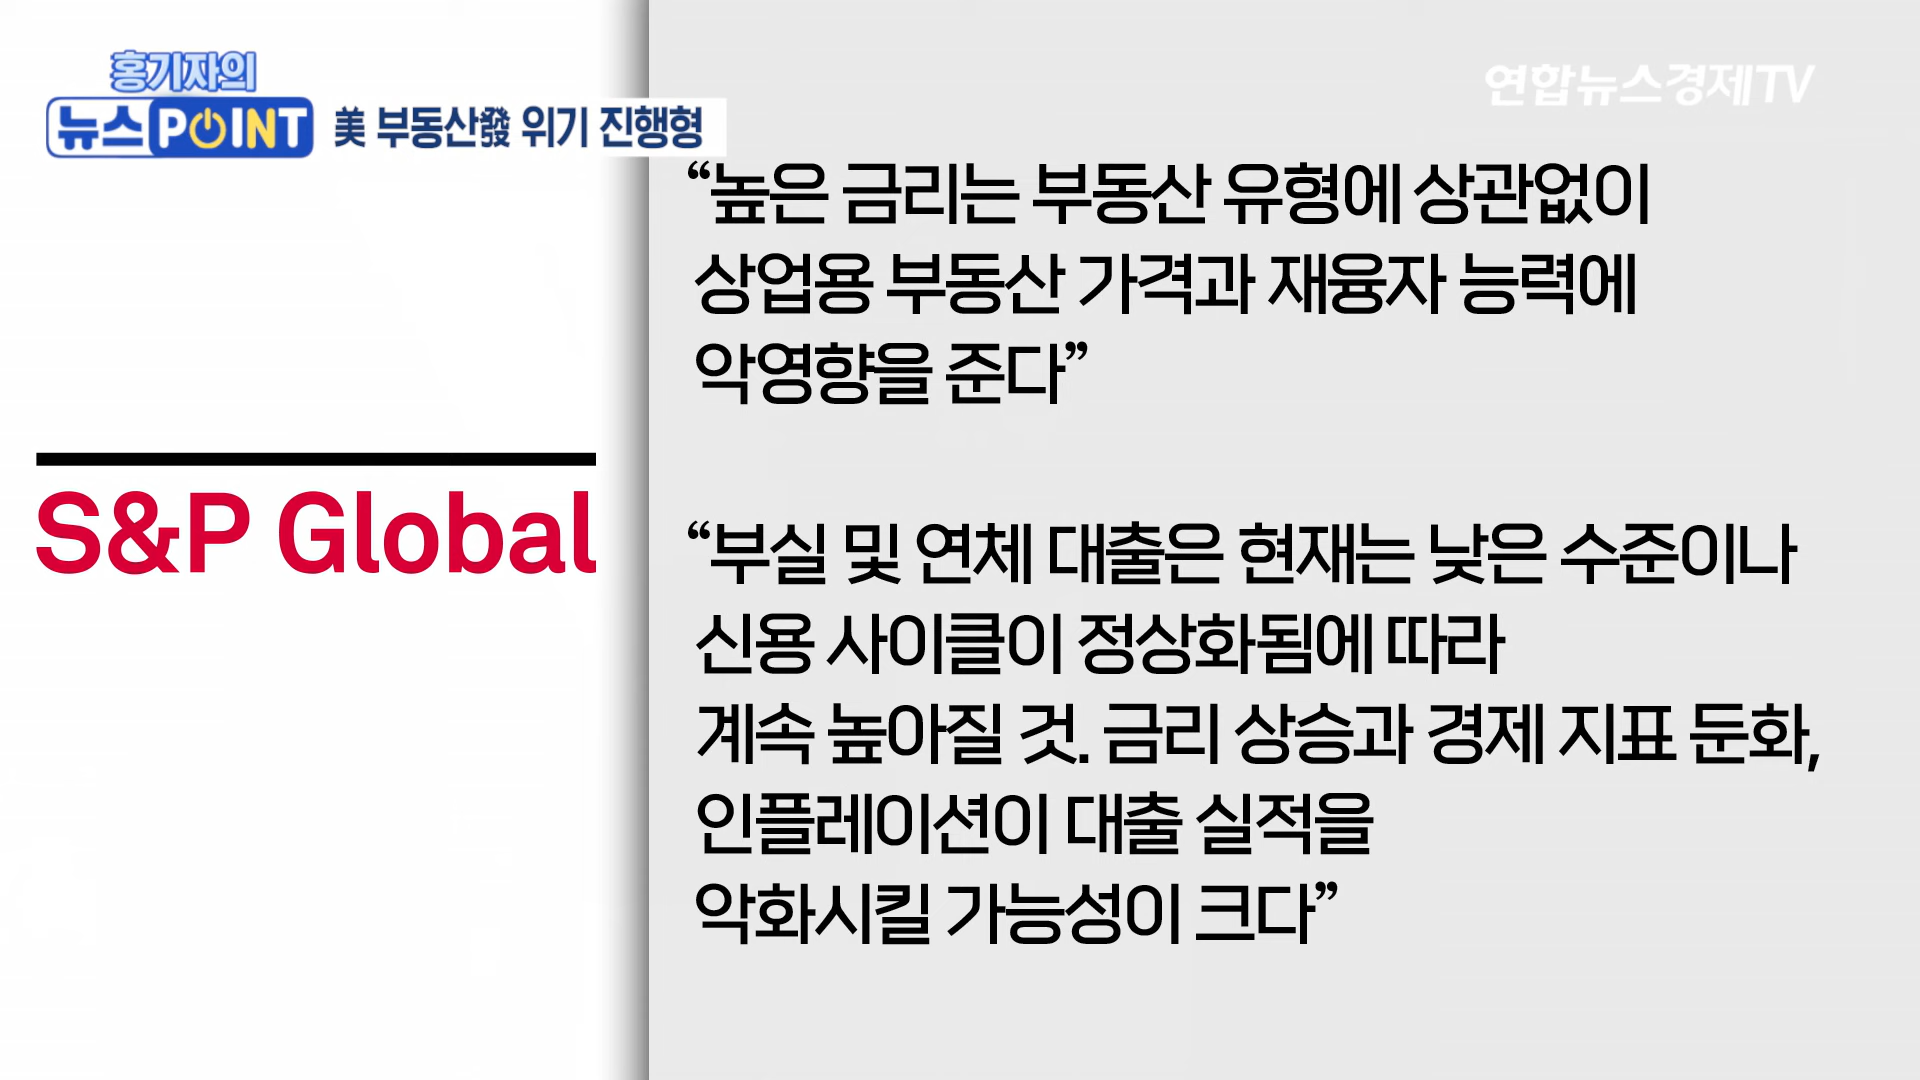 홍기자의
뉴스POINT
美 부동산發 위기 진행형
연합뉴스경제TV
“높은 금리는 부동산 유형에 상관없이
상업용 부동산 가격과 재융자 능력에
악영향을 준다”
S&P Global
“부실 및 연체 대출은 현재는 낮은 수준이나
신용 사이클이 정상화됨에 따라
계속 높아질 것. 금리 상승과 경제 지표 둔화,
인플레이션이 대출 실적을
악화시킬 가능성이 크다”